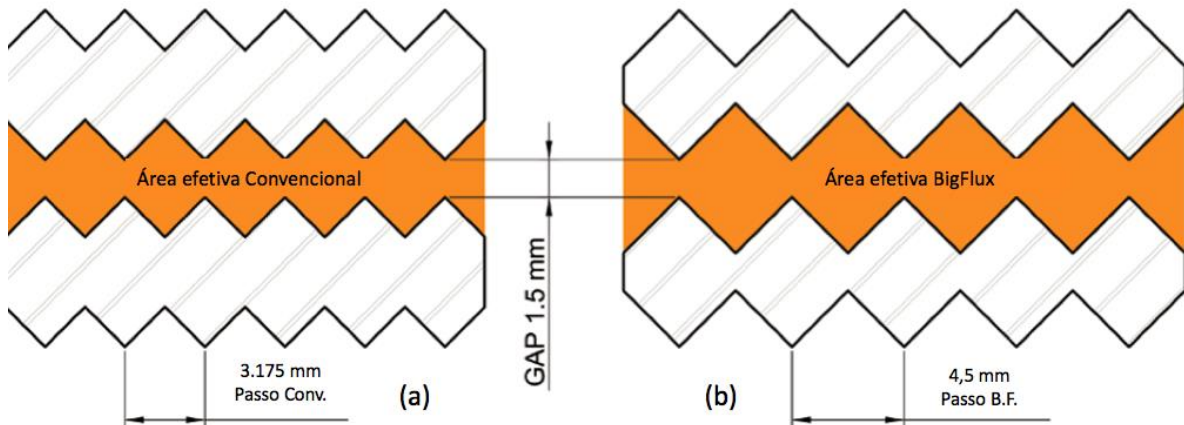 Área efetiva Convencional
Área efetiva BigFlux
GAP 1.5 mm
3.175 mm
Passo Conv.
(a)
(b)
4,5 mm
Passo B.F.